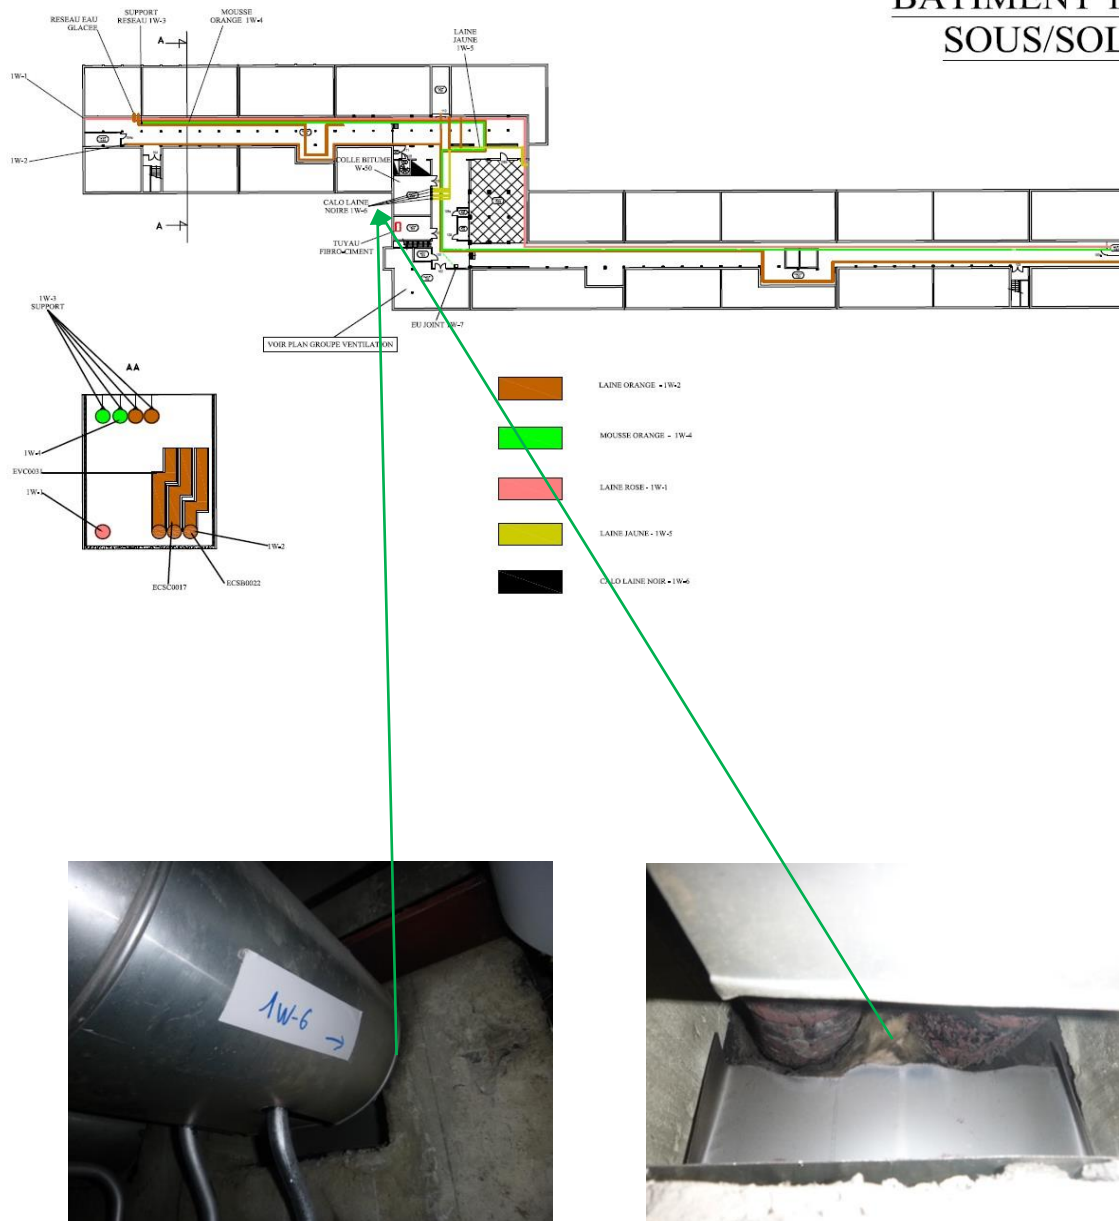 BATIMENT 1
SOUS/SOL
RESEAU EAU
GLACEE
SUPPORT
RESEAU 1W-3
MOUSSE
ORANGE 1W-4
A
LAINE
JAUNE
1W-5
1W-1
1W-2
COLLE BITUME
W-50
CALO LAINE
NOIRE 1W-6
A
TUYAU
FIBRO-CIMENT
EU JOINT 1W-7
VOIR PLAN GROUPE VENTILATION
1W-3
SUPPORT
AA
1W-4
EVC0031
1W-1
1W-2
ECSC0017
ECSB0022
LAINE ORANGE - 1W-2
MOUSSE ORANGE - 1W-4
LAINE ROSE - 1W-1
LAINE JAUNE - 1W-5
CALO LAINE NOIR - 1W-6
1W-6